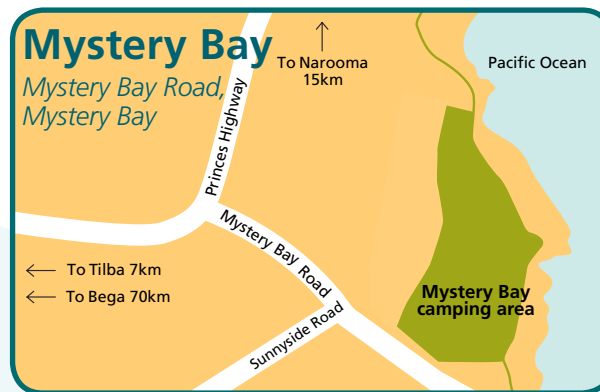 Mystery Bay
Mystery Bay Road,
Mystery Bay
To Narooma
15km
Pacific Ocean
Princes Highway
Mystery Bay Road
To Tilba 7km
To Bega 70km
Sunnyside Road
Mystery Bay
camping area